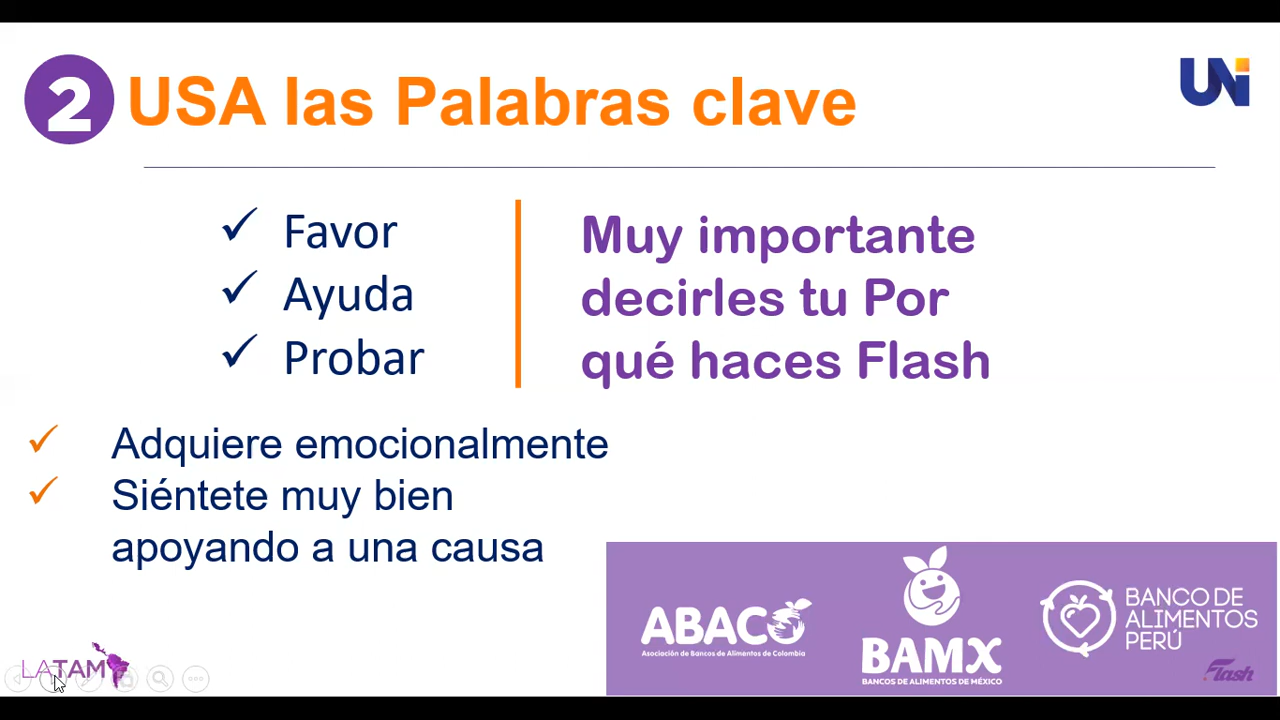 2 USA las Palabras clave
UNi
✓ Favor
✓ Ayuda
✓ Probar
Muy importante
decirles tu Por
qué haces Flash
✓ Adquiere emocionalmente
✓ Siéntete muy bien
apoyando a una causa
ABACO
Asociación de Bancos de Alimentos de Colombia
BAMX
BANCOS DE ALIMENTOS DE MÉXICO
BANCO DE
ALIMENTOS
PERÚ
Flash
LATAM